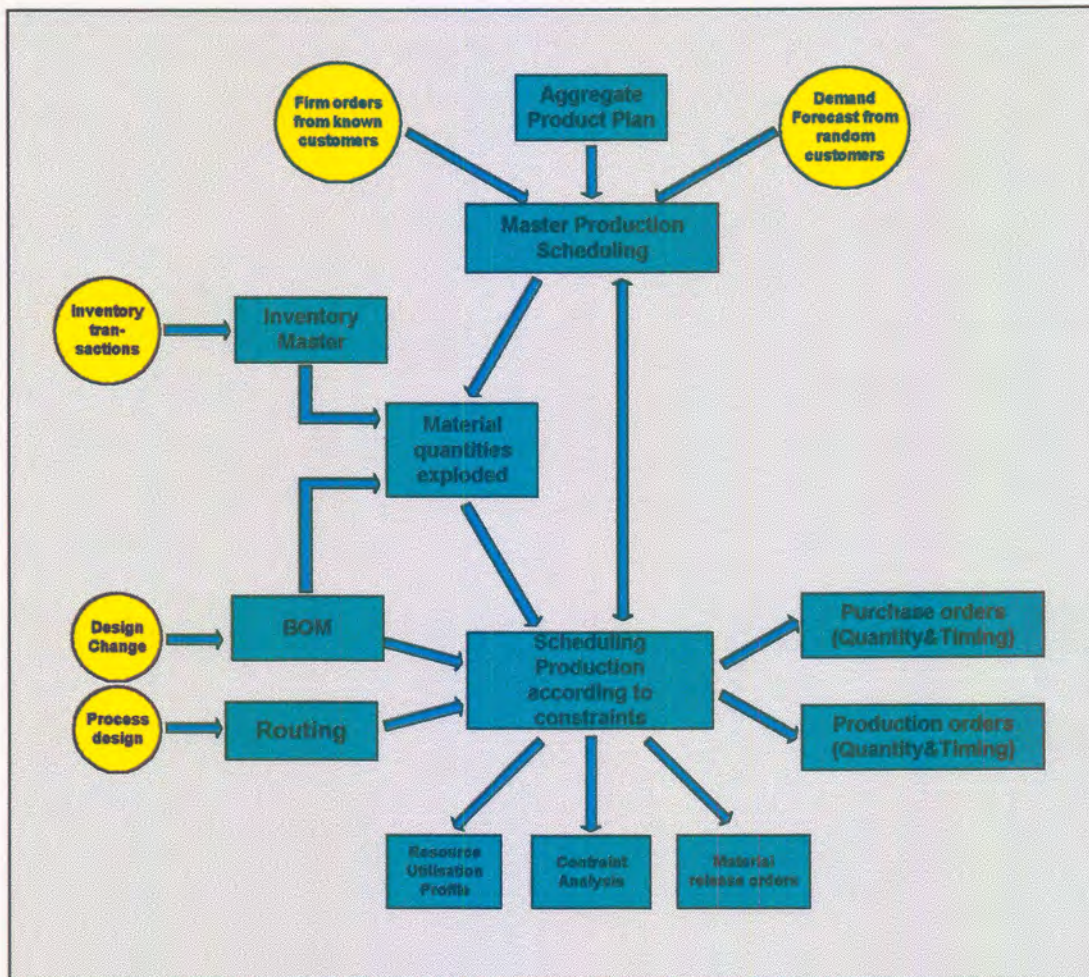 Firm orders
from known
customers
Aggregate
Product Plan
Demand
Forecast from
random
customers
Master Production
Scheduling
Inventory
tran-
sactions
Inventory
Master
Material
quantities
exploded
Design
Change
BOM
Scheduling
Production
according to
constraints
Purchase orders
(Quantity&Timing)
Process
design
Routing
Production orders
(Quantity&Timing)
Resource
Utilisation
Profile
Contraint
Analysis
Material
release orders